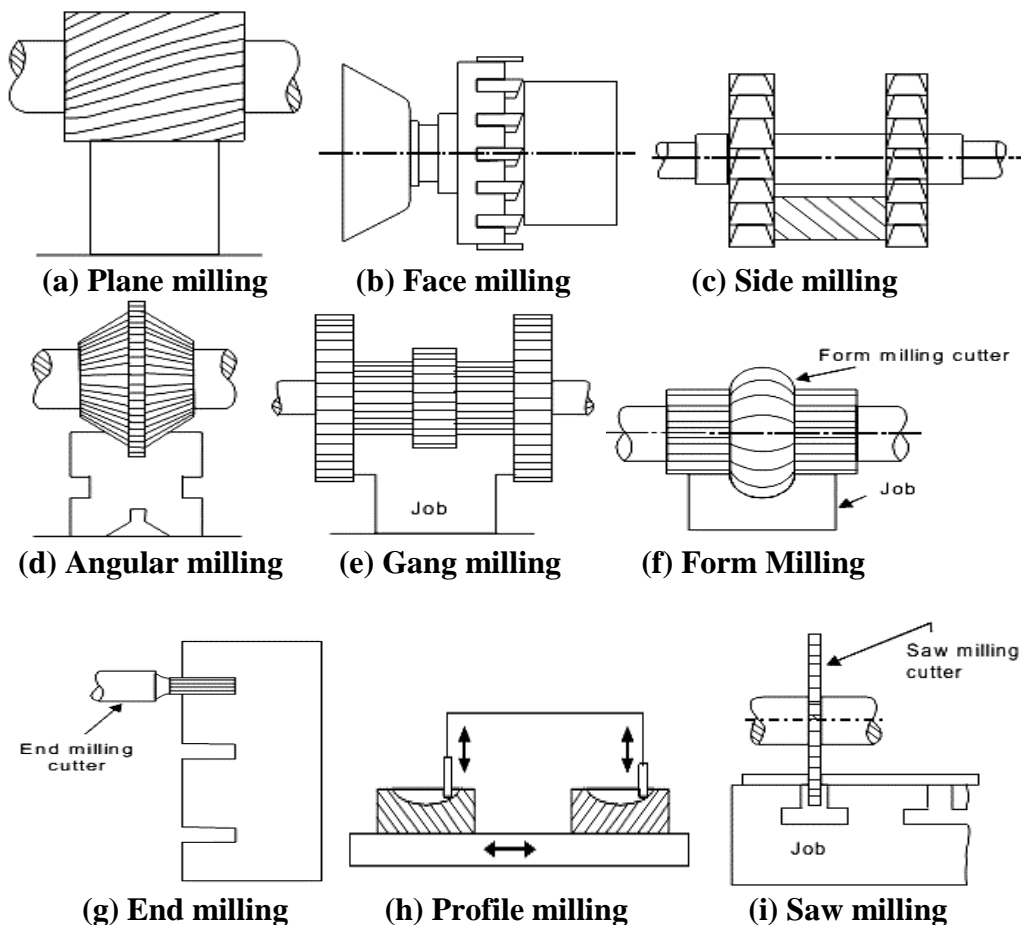 (a) Plane milling
(b) Face milling
(c) Side milling
Form milling cutter
Job
Job
(d) Angular milling
(e) Gang milling
(f) Form Milling
End milling
cutter
Saw milling
cutter
Job
(g) End milling
(h) Profile milling
(i) Saw milling